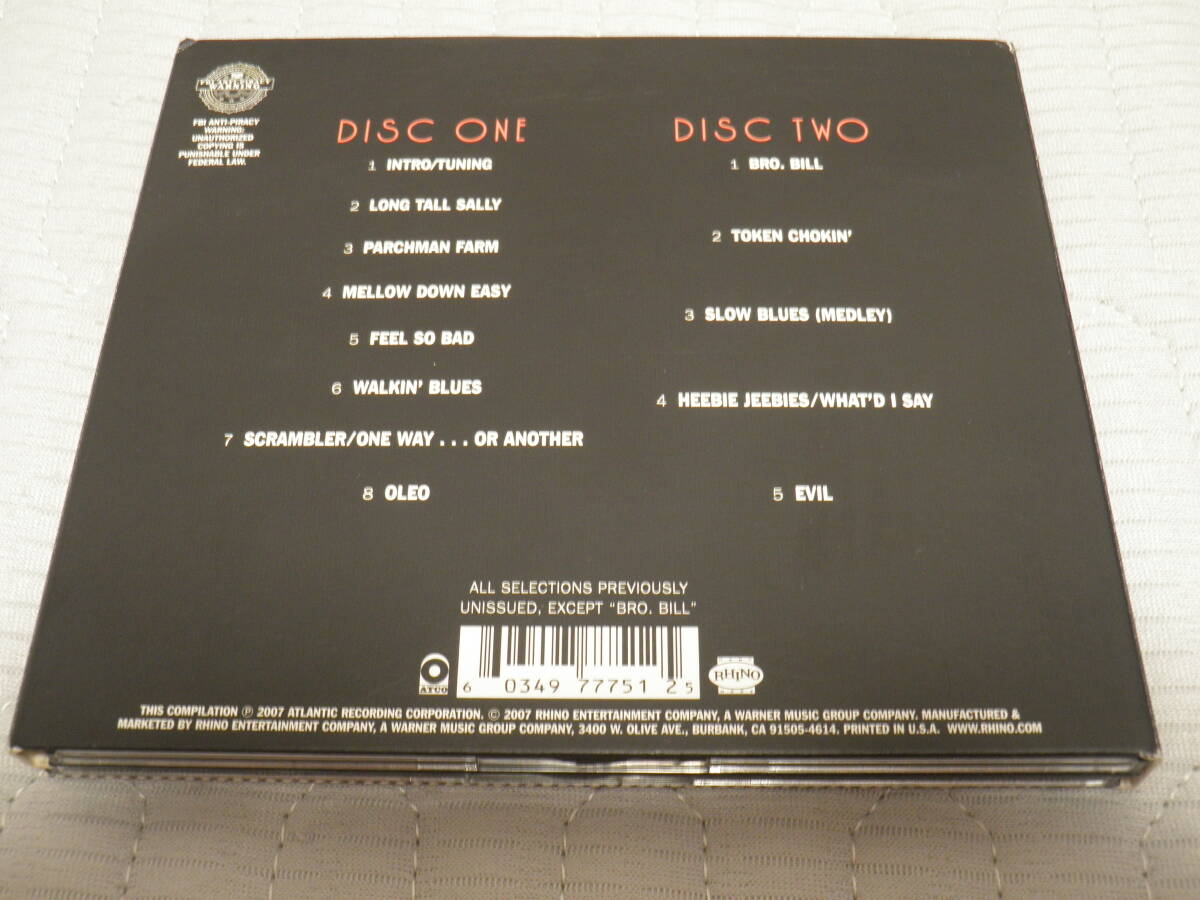 FBI ANTI-PIRACY
WARNING
FBI ANTI-PIRACY
WARNING:
UNAUTHORIZED
COPYING IS
PUNISHABLE UNDER
FEDERAL LAW.
DISC ONE
1 INTRO/TUNING
2 LONG TALL SALLY
3 PARCHMAN FARM
4 MELLOW DOWN EASY
5 FEEL SO BAD
6 WALKIN' BLUES
7 SCRAMBLER/ONE WAY . . . OR ANOTHER
8 OLEO
DISC TWO
1 BRO. BILL
2 TOKEN CHOKIN'
3 SLOW BLUES (MEDLEY)
4 HEEBIE JEEBIES/WHAT'D I SAY
5 EVIL
ALL SELECTIONS PREVIOUSLY
UNISSUED, EXCEPT "BRO. BILL"
ATCO
6 0349 77751 2 5
RHINO
THIS COMPILATION ℗ 2007 ATLANTIC RECORDING CORPORATION. © 2007 RHINO ENTERTAINMENT COMPANY, A WARNER MUSIC GROUP COMPANY. MANUFACTURED &
MARKETED BY RHINO ENTERTAINMENT COMPANY, A WARNER MUSIC GROUP COMPANY, 3400 W. OLIVE AVE., BURBANK, CA 91505-4614. PRINTED IN U.S.A. WWW.RHINO.COM